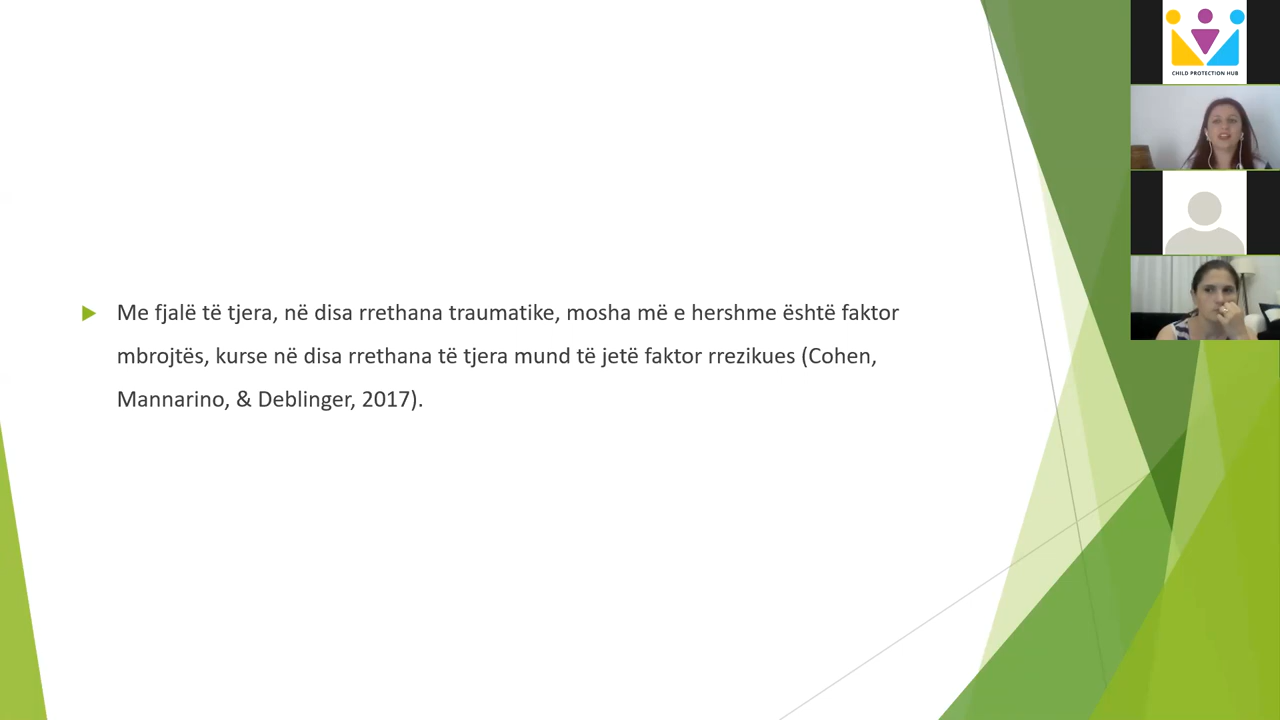 Me fjalë të tjera, në disa rrethana traumatike, mosha më e hershme është faktor
mbrojtës, kurse në disa rrethana të tjera mund të jetë faktor rrezikues (Cohen,
Mannarino, & Deblinger, 2017).
CHILD PROTECTION HUB